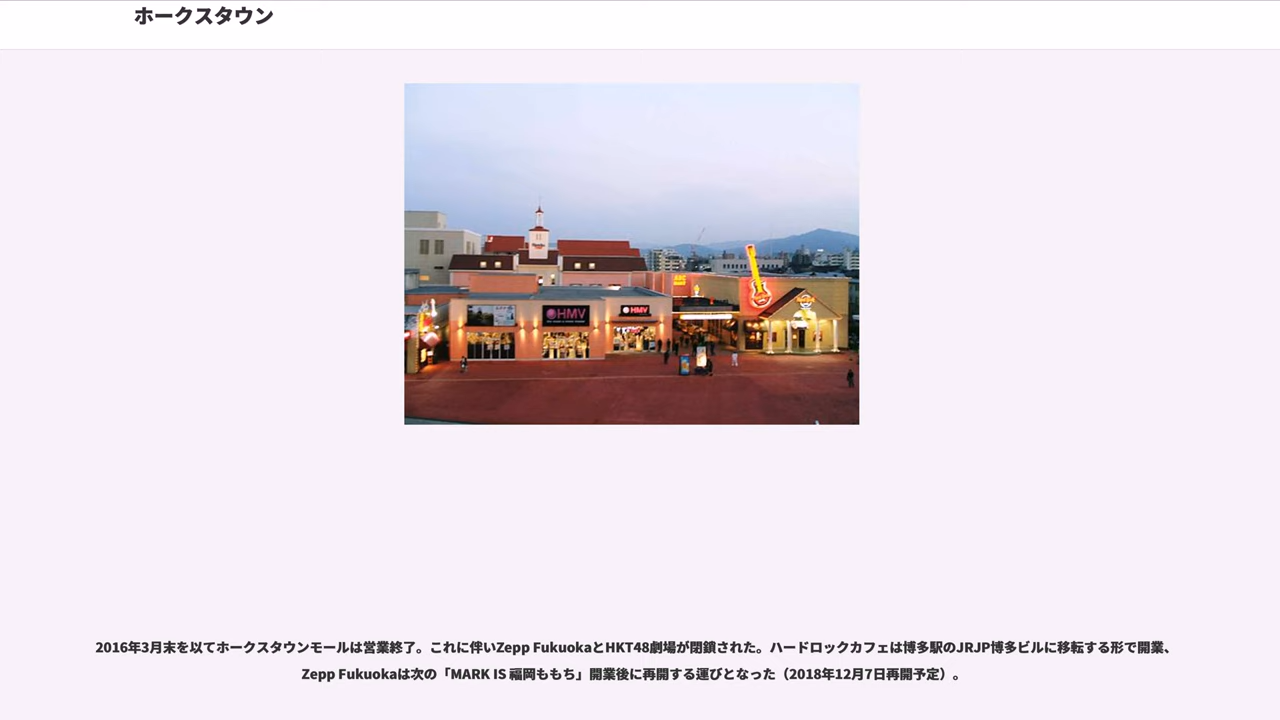 ホークスタウン
HMV
HMV
2016年3月末を以てホークスタウンモールは営業終了。これに伴いZepp FukuokaとHKT48劇場が閉鎖された。ハードロックカフェは博多駅のJRJP博多ビルに移転する形で開業、
Zepp Fukuokaは次の「MARK IS 福岡ももち」開業後に再開する運びとなった（2018年12月7日再開予定）。